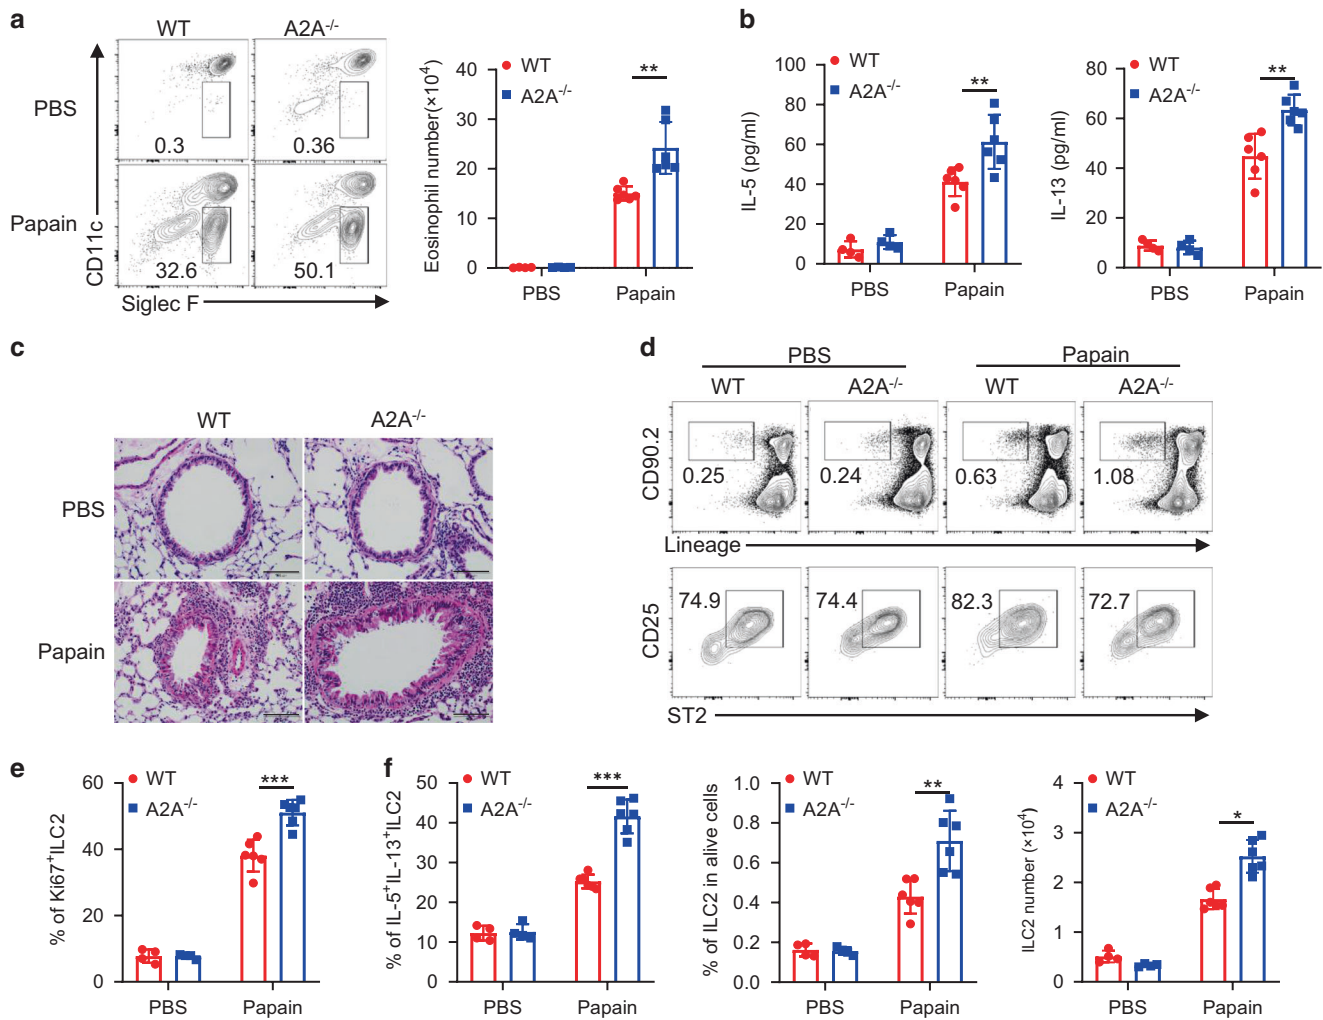 a
WT
A2A-/-
PBS
0.3
0.36
Papain
32.6
50.1
CD11c
Siglec F
WT
A2A-/-
**
Eosinophil number(×10⁴)
40
30
20
10
0
PBS
Papain
b
WT
A2A-/-
**
IL-5 (pg/ml)
100
80
60
40
20
0
PBS
Papain
WT
A2A-/-
**
IL-13 (pg/ml)
80
60
40
20
0
PBS
Papain
c
WT
A2A-/-
PBS
Papain
d
PBS
Papain
WT
A2A-/-
WT
A2A-/-
CD90.2
0.25
0.24
0.63
1.08
Lineage
CD25
74.9
74.4
82.3
72.7
ST2
e
WT
A2A-/-
***
% of Ki67⁺ILC2
60
40
20
0
PBS
Papain
f
WT
A2A-/-
***
% of IL-5⁺IL-13⁺ILC2
50
40
30
20
10
0
PBS
Papain
WT
A2A-/-
**
% of ILC2 in alive cells
1.0
0.8
0.6
0.4
0.2
0.0
PBS
Papain
WT
A2A-/-
*
ILC2 number (×10⁴)
4
3
2
1
0
PBS
Papain